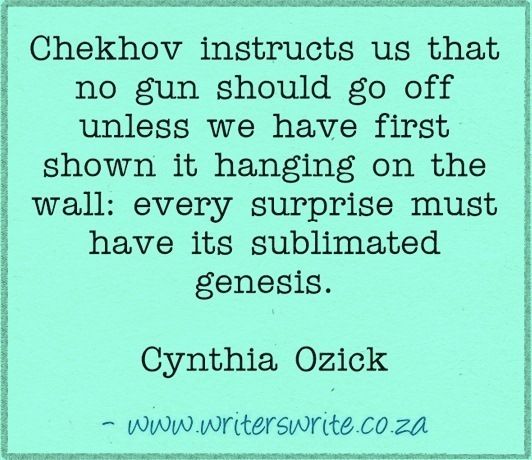 Chekhov instructs us that
no gun should go off
unless we have first
shown it hanging on the
wall: every surprise must
have its sublimated
genesis.
Cynthia Ozick
- www.writerswrite.co.za